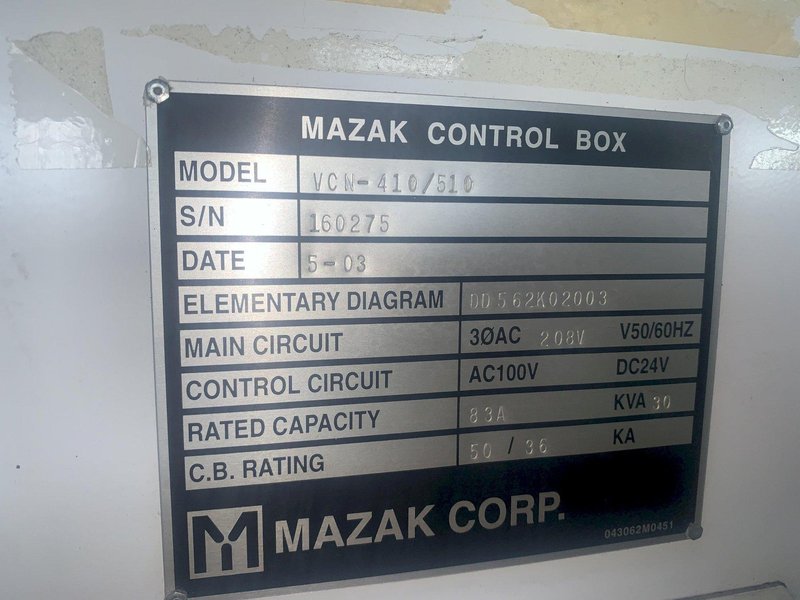 MAZAK CONTROL BOX
MODEL VCN-410/510
S/N 160275
DATE 5-03
ELEMENTARY DIAGRAM DD562K02003
MAIN CIRCUIT 3ØAC 208V V50/60HZ
CONTROL CIRCUIT AC100V DC24V
RATED CAPACITY 83A KVA 30
C.B. RATING 50 / 36 KA
M MAZAK CORP.
043062M0451